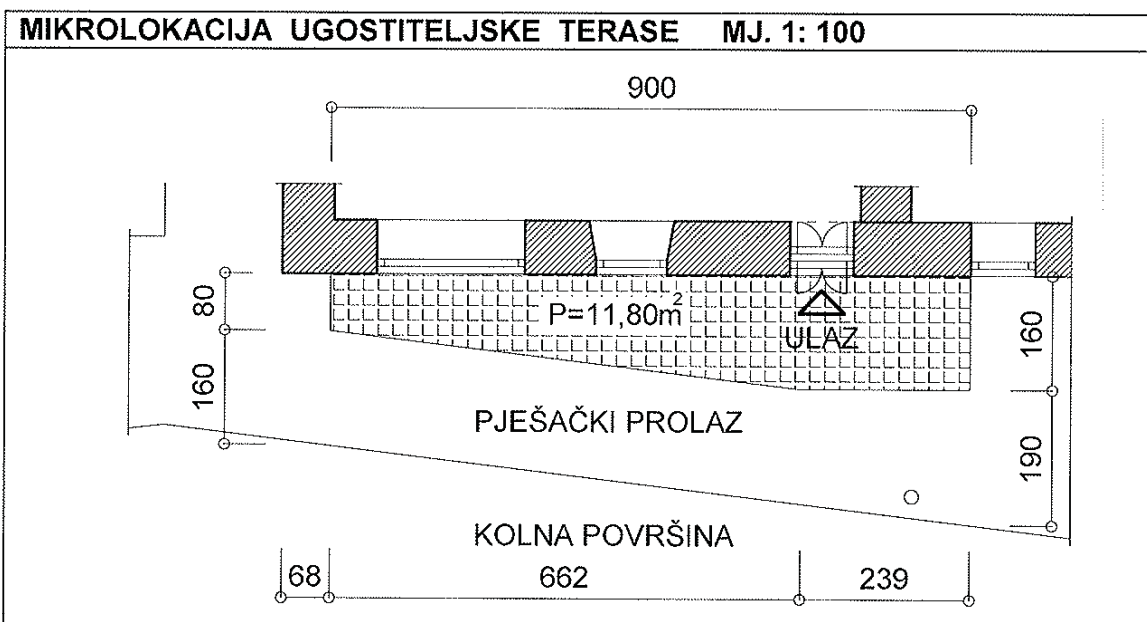 MIKROLOKACIJA UGOSTITELJSKE TERASE MJ. 1: 100
900
80
160
P=11,80m²
ULAZ
160
PJEŠAČKI PROLAZ
190
KOLNA POVRŠINA
68
662
239